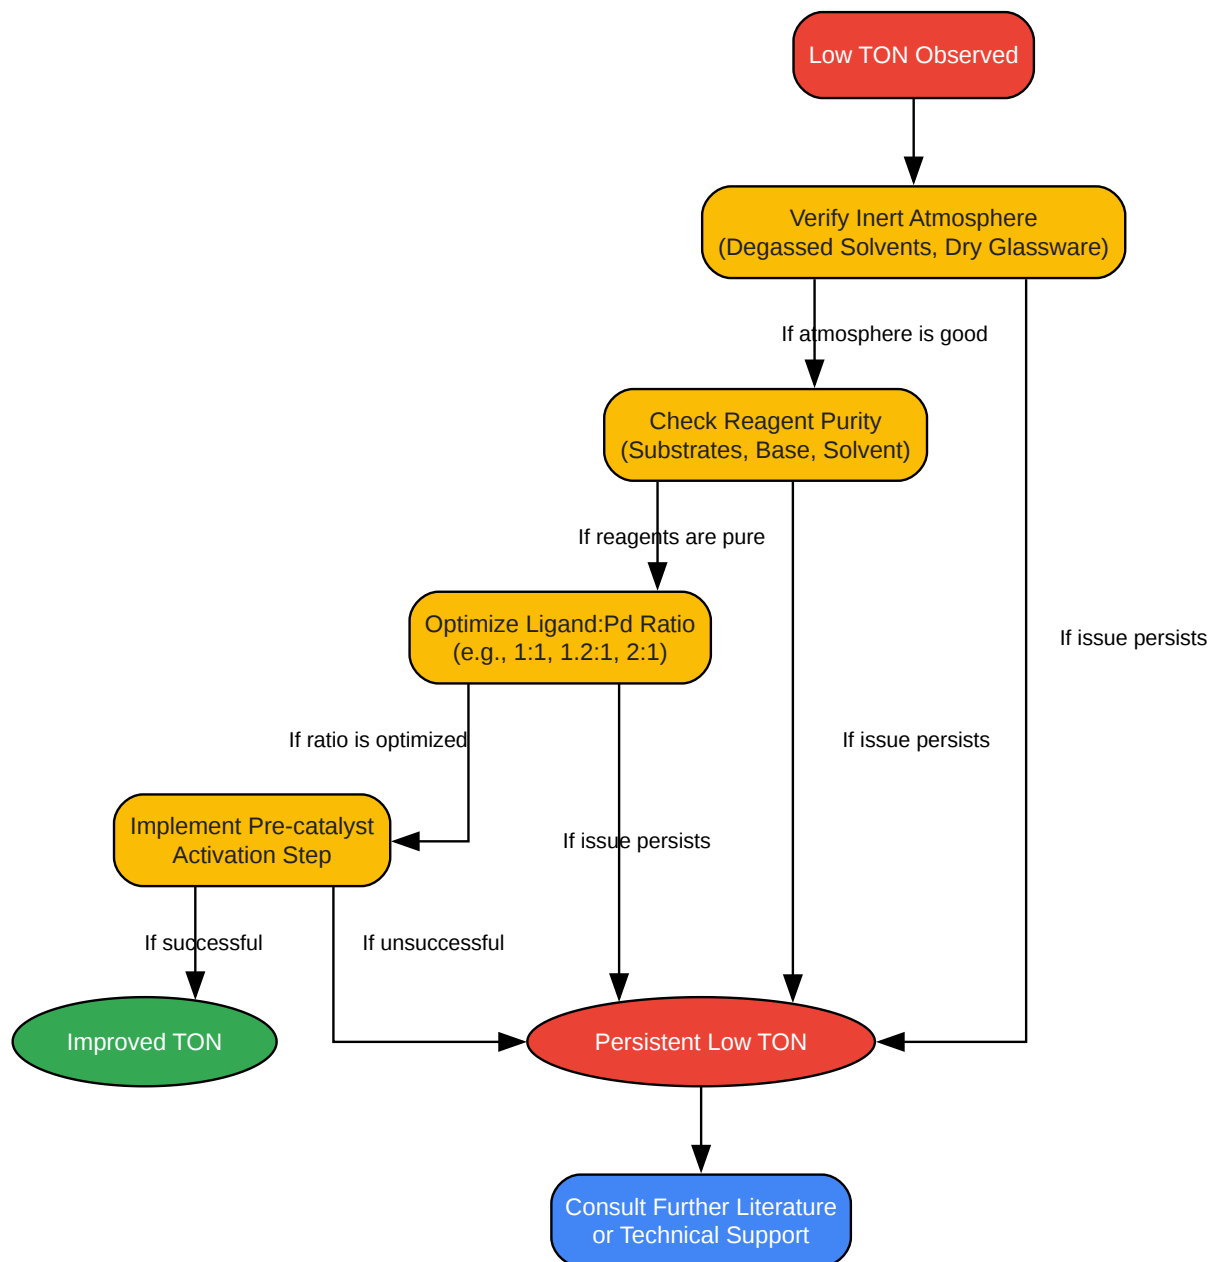 Low TON Observed
Verify Inert Atmosphere
(Degassed Solvents, Dry Glassware)
If atmosphere is good
Check Reagent Purity
(Substrates, Base, Solvent)
If reagents are pure
Optimize Ligand:Pd Ratio
(e.g., 1:1, 1.2:1, 2:1)
If issue persists
If ratio is optimized
If issue persists
Implement Pre-catalyst
Activation Step
If issue persists
If successful
If unsuccessful
Improved TON
Persistent Low TON
Consult Further Literature
or Technical Support